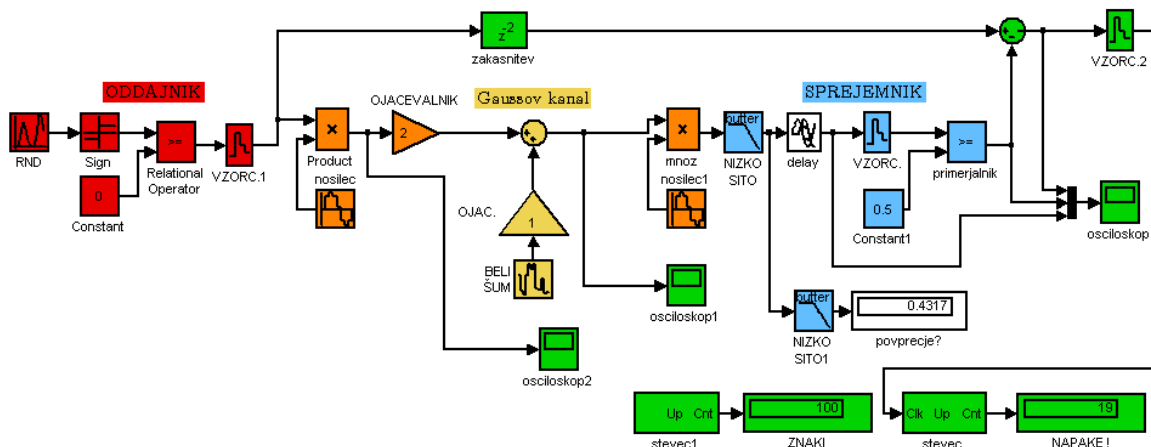 z-2
zakasnitev
VZORC.2
ODDAJNIK
OJACEVALNIK
Gaussov kanal
SPREJEMNIK
RND
Sign
>=
Relational
Operator
VZORC.1
0
Constant
×
Product
nosilec
2
++
OJAC.
1
BELI
ŠUM
×
mnoz
nosilec1
butter
NIZKO
SITO
delay
VZORC.
>=
primerjalnik
0.5
Constant1
+-
osciloskop
osciloskop1
osciloskop2
butter
NIZKO
SITO1
0.4317
povprecje?
Up Cnt
stevec1
100
ZNAKI
Clk Up Cnt
stevec
19
NAPAKE !